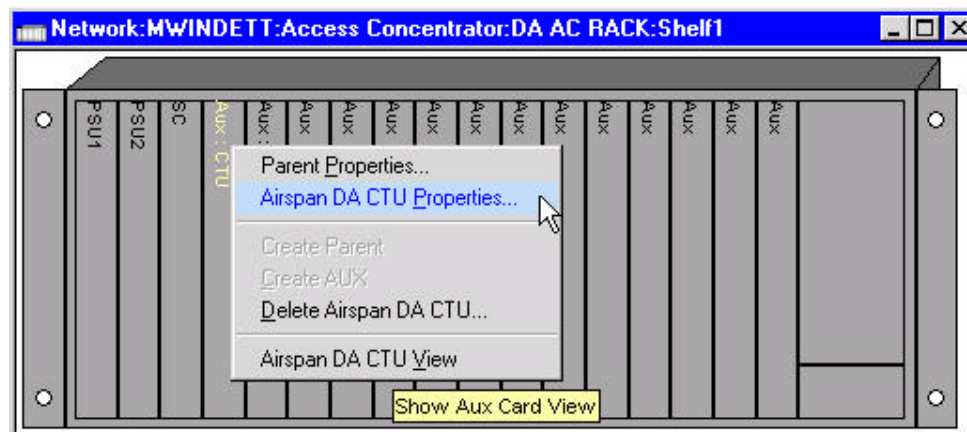 Network:MWINDETT:Access Concentrator:DA AC RACK:Shelf1
PSU1
PSU2
SC
Aux : CTU
Aux :
Aux
Aux
Aux
Aux
Aux
Aux
Aux
Aux
Aux
Aux
Aux
Aux
Parent Properties...
Airspan DA CTU Properties...
Create Parent
Create AUX
Delete Airspan DA CTU...
Airspan DA CTU View
Show Aux Card View